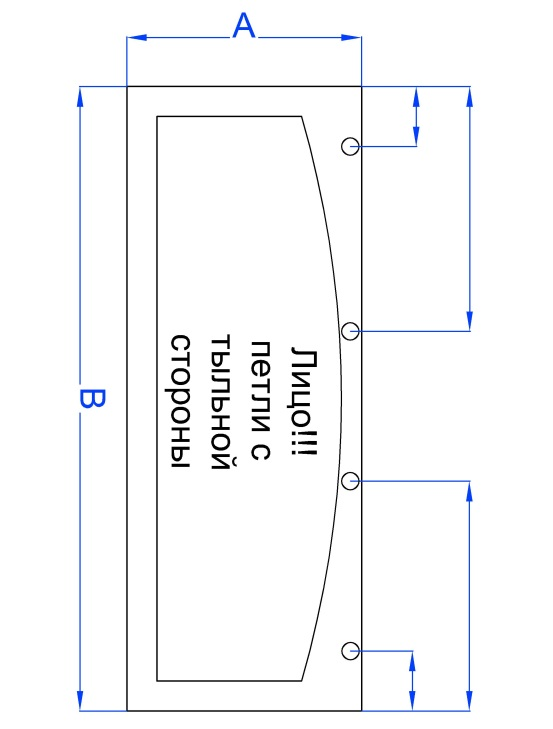 A
B
Лицо!!!
петли с
тыльной
стороны